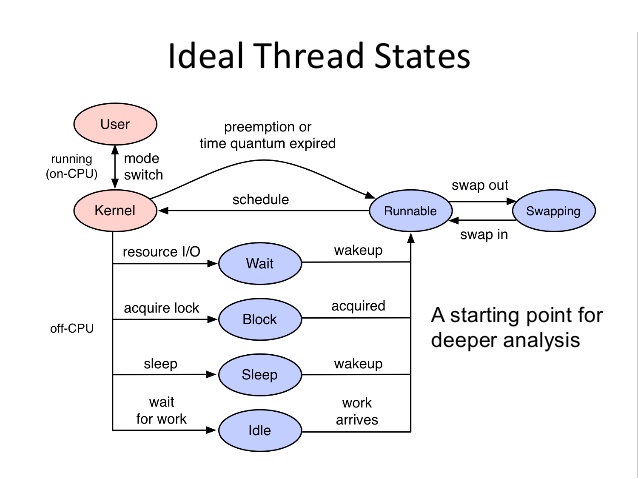 Ideal Thread States
User
preemption or
time quantum expired
running
(on-CPU)
mode
switch
swap out
Kernel
schedule
Runnable
Swapping
swap in
resource I/O
Wait
wakeup
acquire lock
Block
acquired
A starting point for
deeper analysis
off-CPU
sleep
Sleep
wakeup
wait
for work
Idle
work
arrives